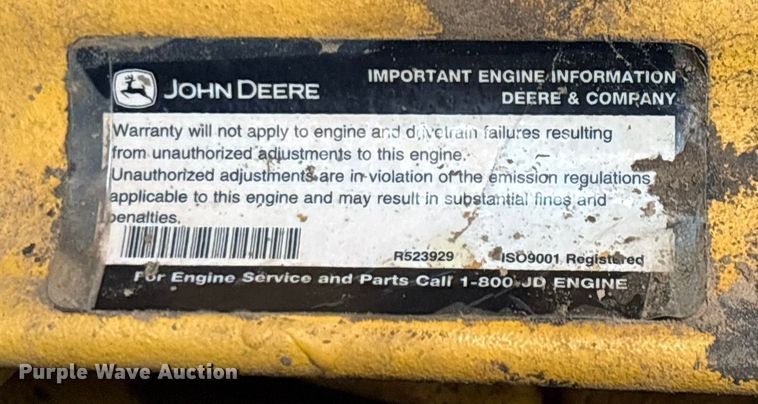 JOHN DEERE
IMPORTANT ENGINE INFORMATION
DEERE & COMPANY
Warranty will not apply to engine and drivetrain failures resulting
from unauthorized adjustments to this engine.
Unauthorized adjustments are in violation of the emission regulations
applicable to this engine and may result in substantial fines and
penalties.
R523929 ISO9001 Registered
For Engine Service and Parts Call 1-800 JD ENGINE
Purple Wave Auction